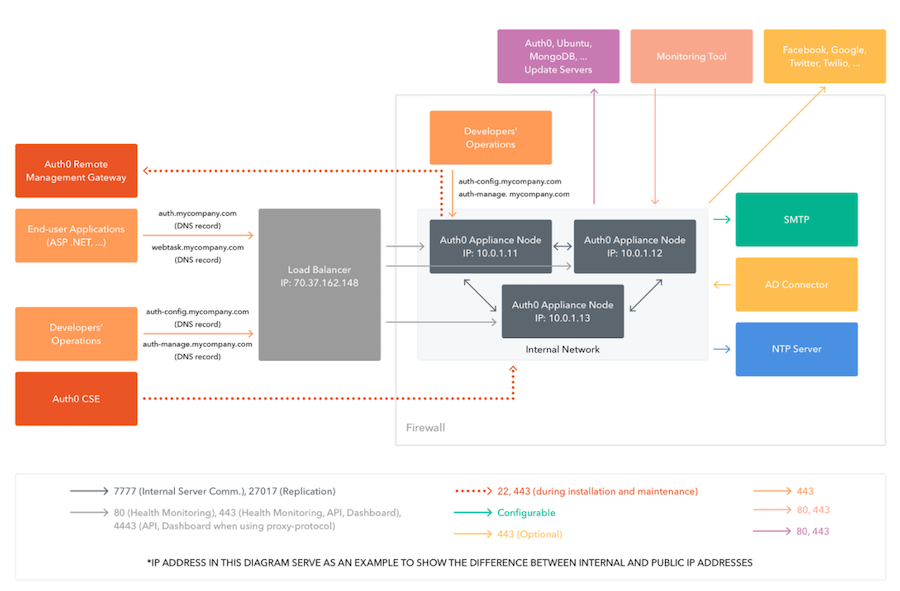 Auth0, Ubuntu,
MongoDB, ...
Update Servers
Monitoring Tool
Facebook, Google,
Twitter, Twilio, ...
Developers'
Operations
auth-config.mycompany.com
auth-manage. mycompany.com
Auth0 Remote
Management Gateway
End-user Applications
(ASP .NET, ...)
auth.mycompany.com
(DNS record)
webtask.mycompany.com
(DNS record)
Load Balancer
IP: 70.37.162.148
Auth0 Appliance Node
IP: 10.0.1.11
Auth0 Appliance Node
IP: 10.0.1.12
Auth0 Appliance Node
IP: 10.0.1.13
Internal Network
SMTP
AD Connector
NTP Server
Developers'
Operations
auth-config.mycompany.com
(DNS record)
auth-manage.mycompany.com
(DNS record)
Auth0 CSE
Firewall
7777 (Internal Server Comm.), 27017 (Replication)
80 (Health Monitoring), 443 (Health Monitoring, API, Dashboard),
4443 (API, Dashboard when using proxy-protocol)
22, 443 (during installation and maintenance)
Configurable
443 (Optional)
443
80, 443
80, 443
*IP ADDRESS IN THIS DIAGRAM SERVE AS AN EXAMPLE TO SHOW THE DIFFERENCE BETWEEN INTERNAL AND PUBLIC IP ADDRESSES